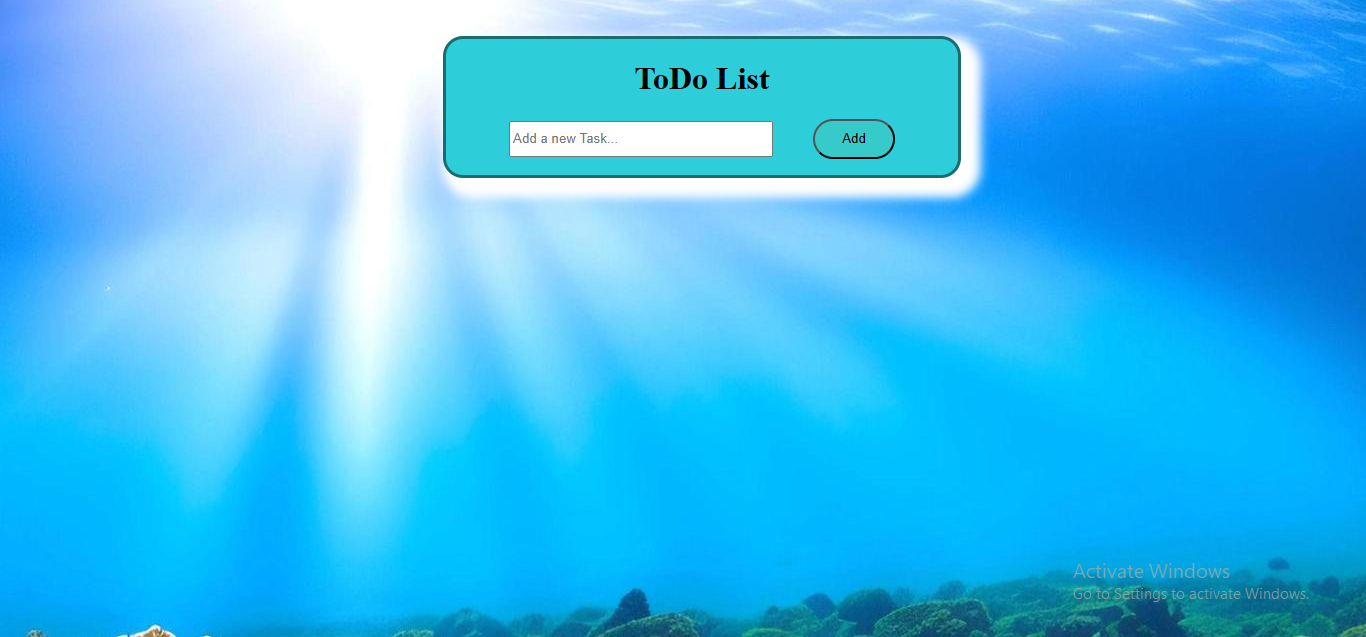 ToDo List
Add a new Task...
Add
Activate Windows
Go to Settings to activate Windows.